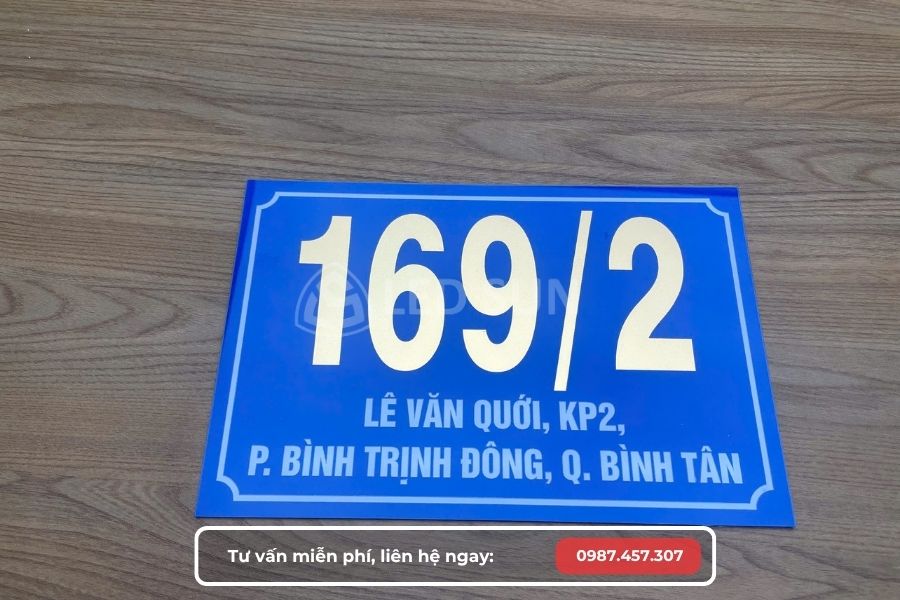 169/2
LÊ VĂN QUỚI, KP2,
P. BÌNH TRỊNH ĐÔNG, Q. BÌNH TÂN
Tư vấn miễn phí, liên hệ ngay: 0987.457.307